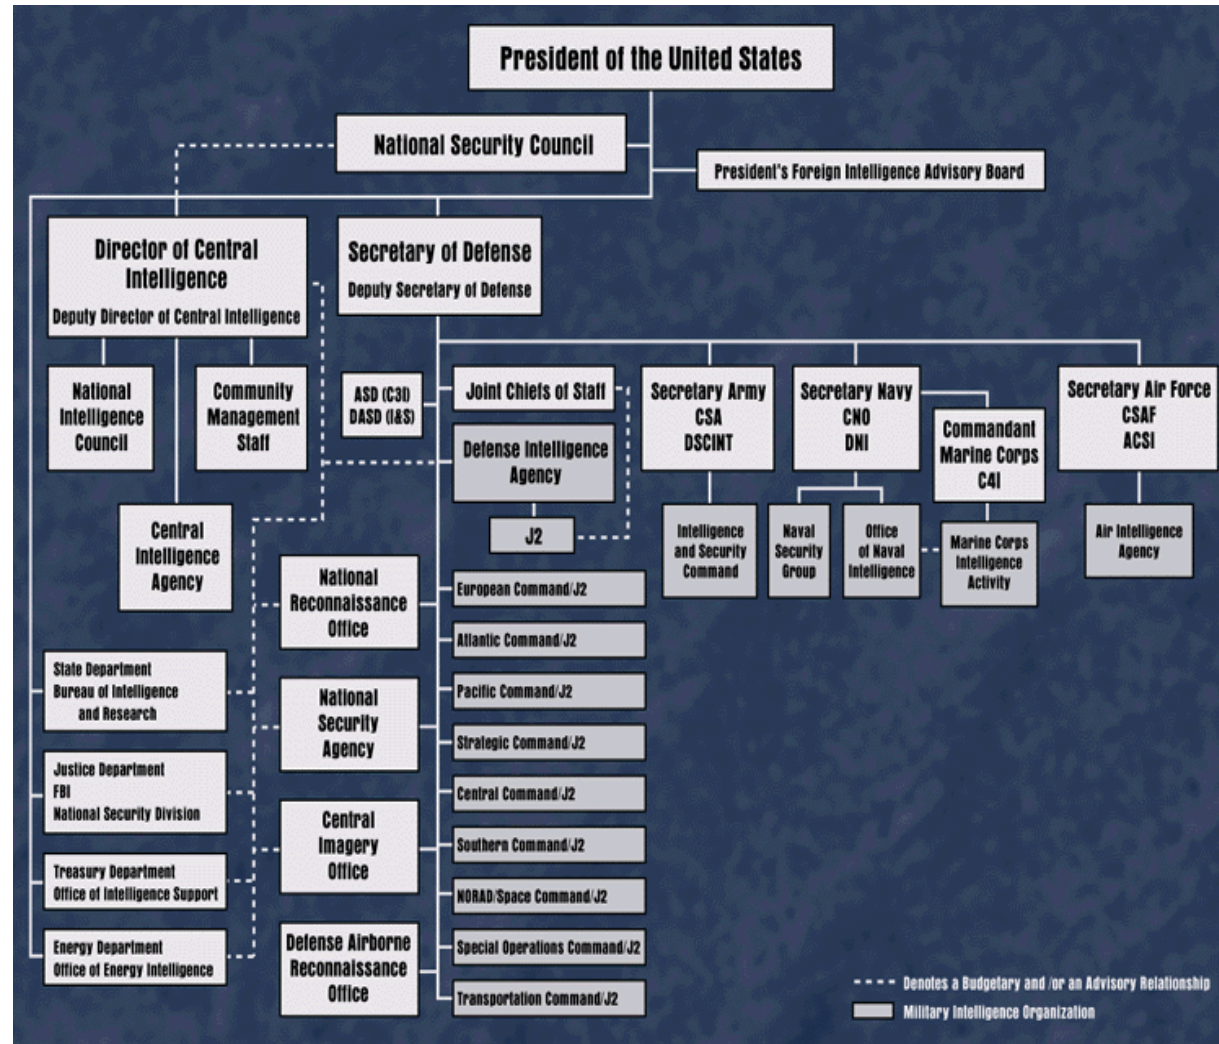 President of the United States
National Security Council
President's Foreign Intelligence Advisory Board
Director of Central
Intelligence
Deputy Director of Central Intelligence
Secretary of Defense
Deputy Secretary of Defense
National
Intelligence
Council
Community
Management
Staff
Central
Intelligence
Agency
ASD (C3I)
DASD (I&S)
Joint Chiefs of Staff
Defense Intelligence
Agency
J2
Secretary Army
CSA
DSCINT
Secretary Navy
CNO
DNI
Commandant
Marine Corps
C4I
Secretary Air Force
CSAF
ACSI
Intelligence
and Security
Command
Naval
Security
Group
Office
of Naval
Intelligence
Marine Corps
Intelligence
Activity
Air Intelligence
Agency
National
Reconnaissance
Office
National
Security
Agency
Central
Imagery
Office
Defense Airborne
Reconnaissance
Office
European Command/J2
Atlantic Command/J2
Pacific Command/J2
Strategic Command/J2
Central Command/J2
Southern Command/J2
NORAD/Space Command/J2
Special Operations Command/J2
Transportation Command/J2
State Department
Bureau of Intelligence
and Research
Justice Department
FBI
National Security Division
Treasury Department
Office of Intelligence Support
Energy Department
Office of Energy Intelligence
Denotes a Budgetary and /or an Advisory Relationship
Military Intelligence Organization